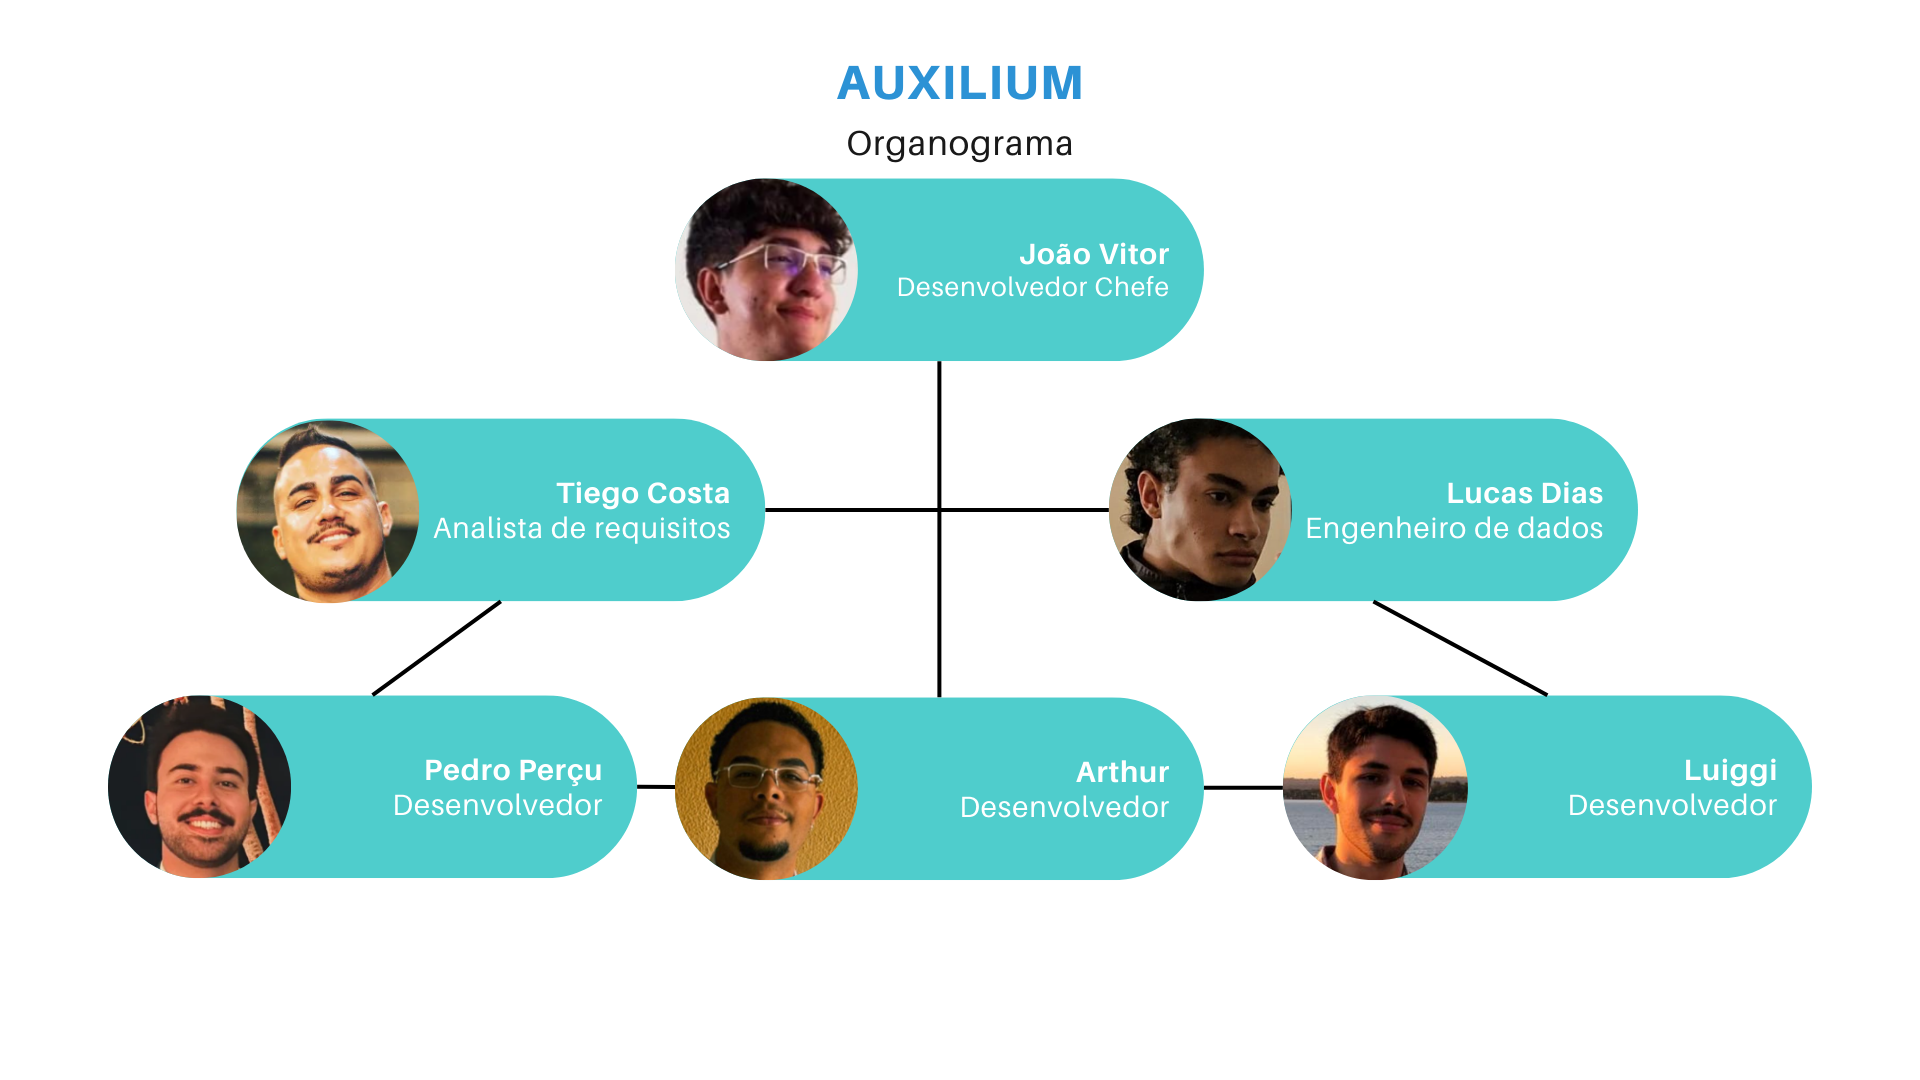 AUXILIUM
Organograma
João Vitor
Desenvolvedor Chefe
Tiego Costa
Analista de requisitos
Lucas Dias
Engenheiro de dados
Pedro Perçu
Desenvolvedor
Arthur
Desenvolvedor
Luiggi
Desenvolvedor